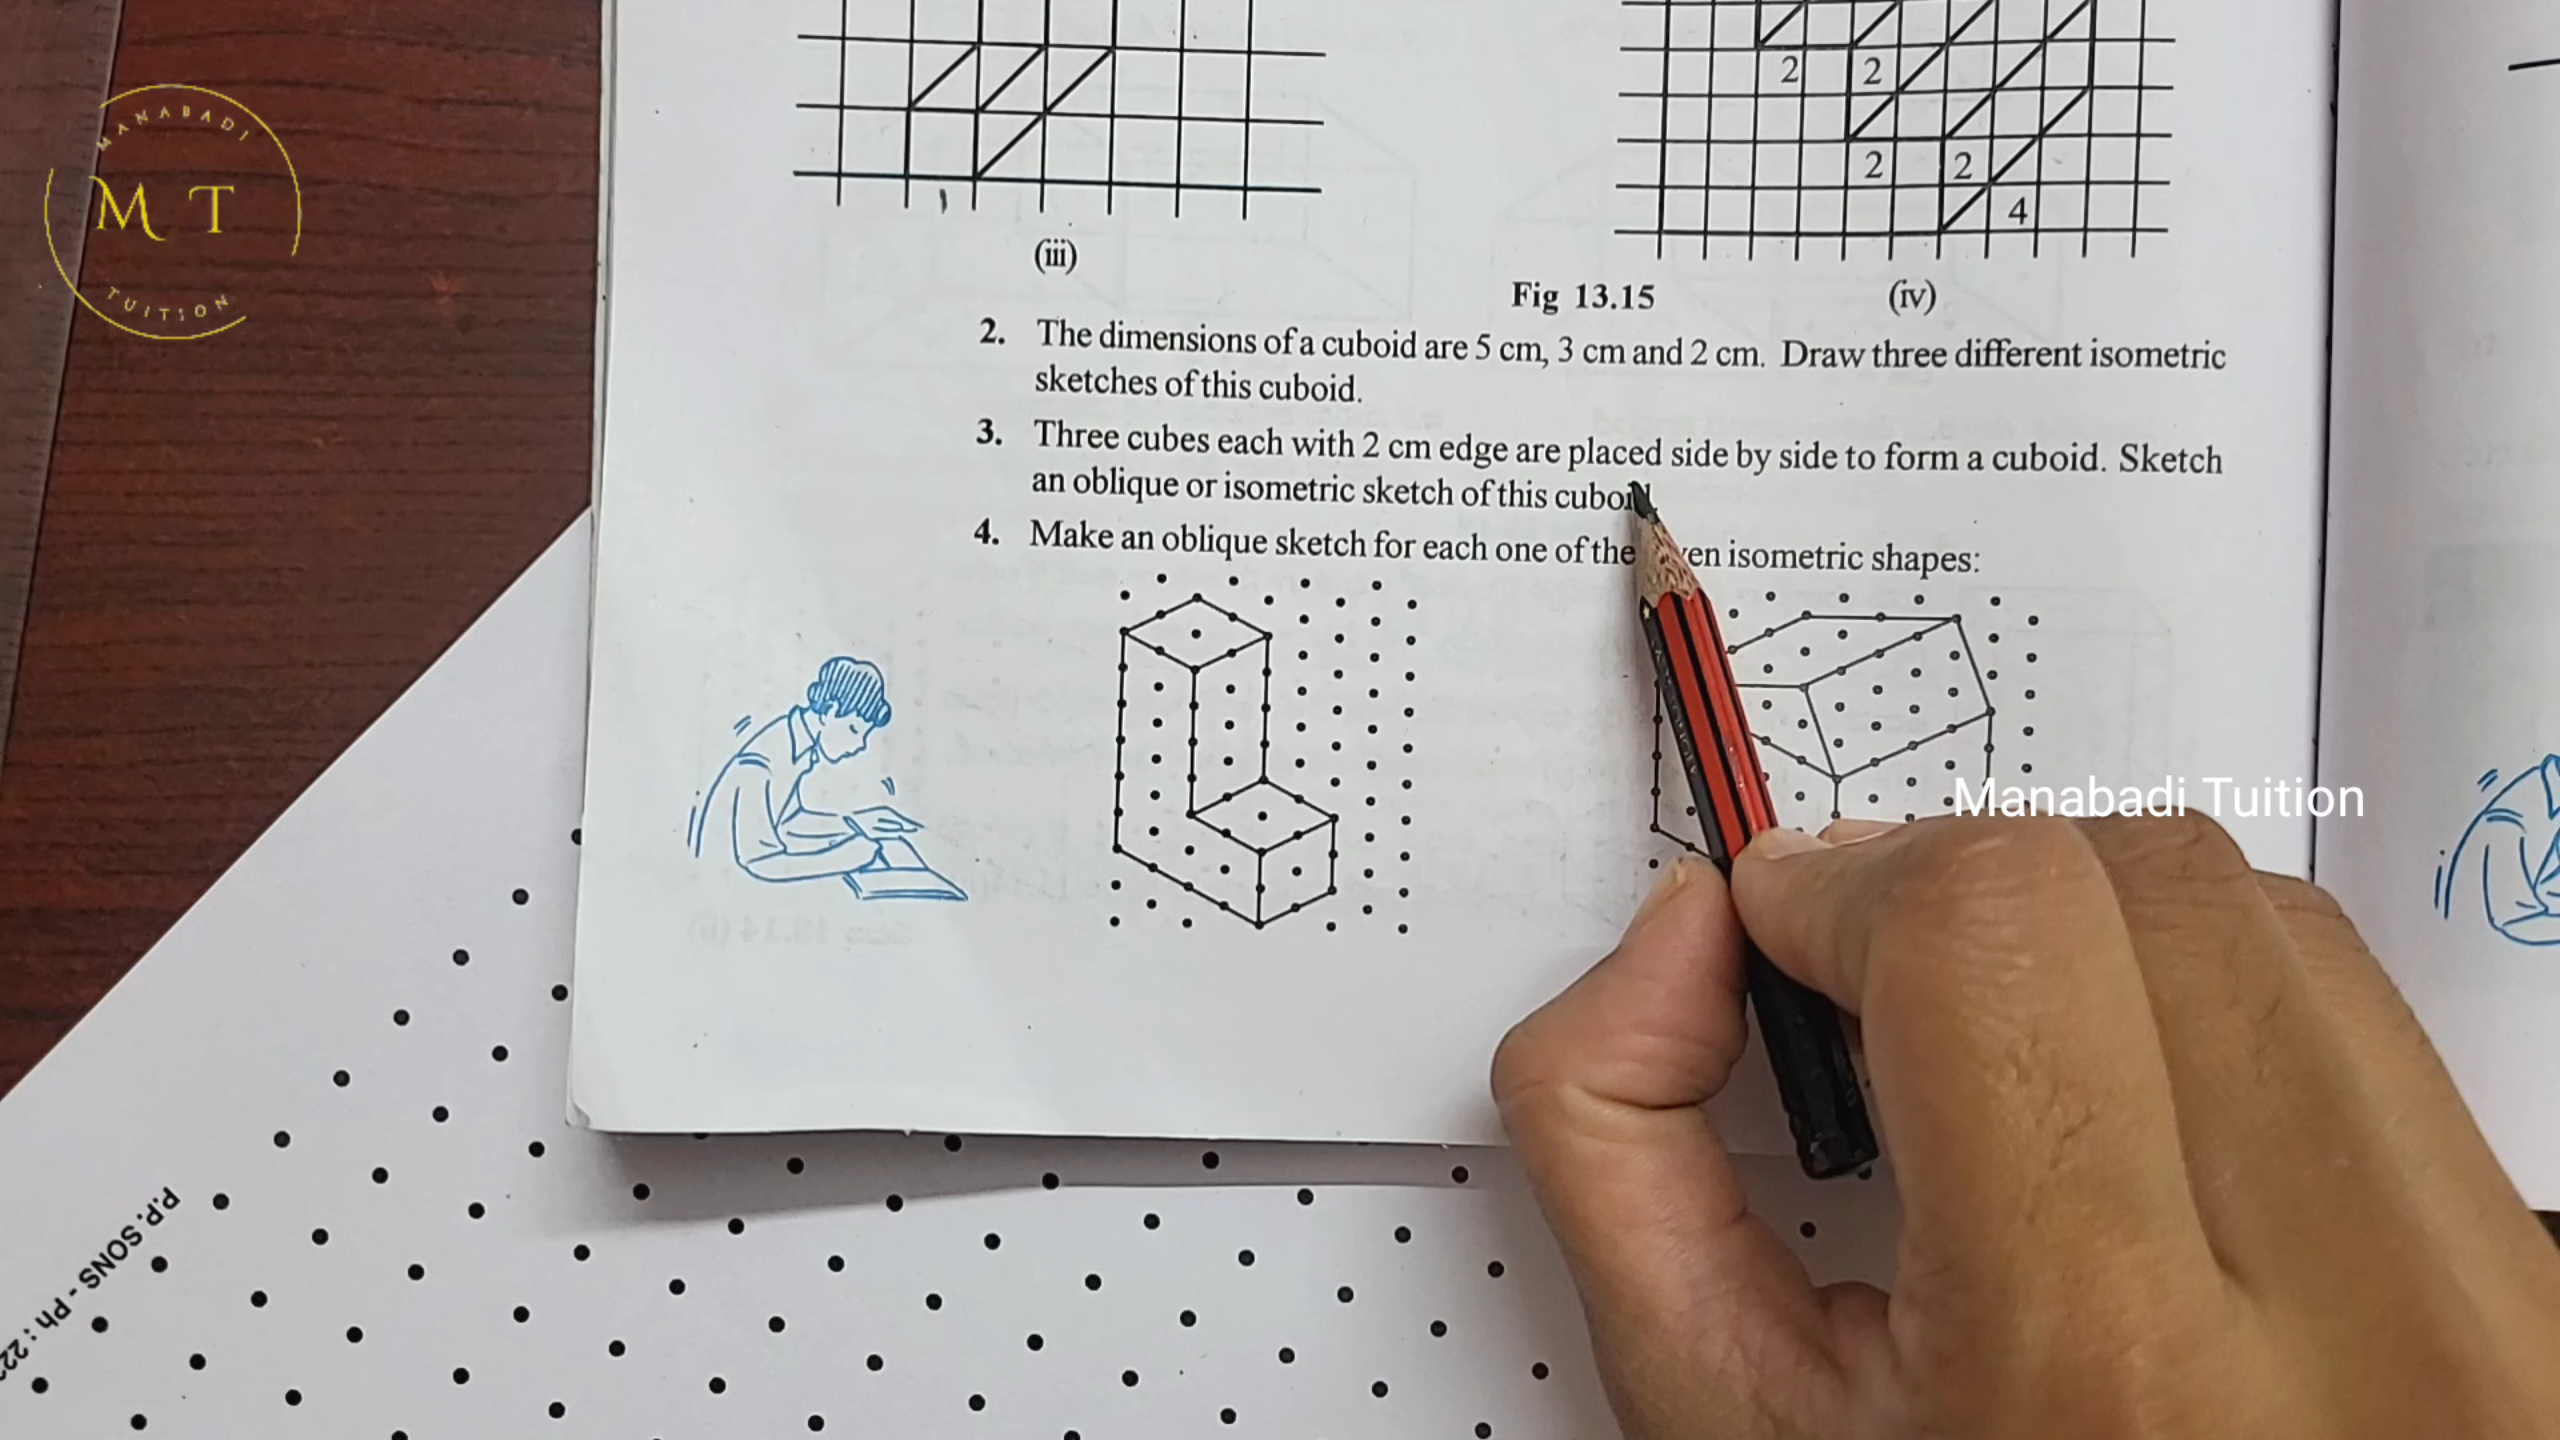 MANABADI
M T
TUITION
2 2
2 2
4
(iii)
Fig 13.15 (iv)
2. The dimensions of a cuboid are 5 cm, 3 cm and 2 cm. Draw three different isometric
sketches of this cuboid.
3. Three cubes each with 2 cm edge are placed side by side to form a cuboid. Sketch
an oblique or isometric sketch of this
4. Make an oblique sketch for each one of the isometric shapes:
Manabadi Tuition
P.P. SONS - Ph :